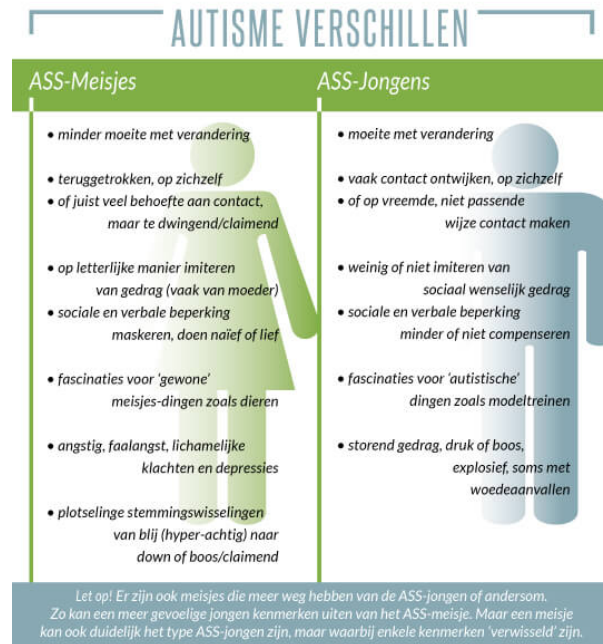 AUTISME VERSCHILLEN
ASS-Meisjes
• minder moeite met verandering
• teruggetrokken, op zichzelf
• of juist veel behoefte aan contact,
maar te dwingend/claimend
• op letterlijke manier imiteren
van gedrag (vaak van moeder)
• sociale en verbale beperking
maskeren, doen naïef of lief
• fascinaties voor ‘gewone’
meisjes-dingen zoals dieren
• angstig, faalangst, lichamelijke
klachten en depressies
• plotselinge stemmingswisselingen
van blij (hyper-achtig) naar
down of boos/claimend
ASS-Jongens
• moeite met verandering
• vaak contact ontwijken, op zichzelf
• of op vreemde, niet passende
wijze contact maken
• weinig of niet imiteren van
sociaal wenselijk gedrag
• sociale en verbale beperking
minder of niet compenseren
• fascinaties voor ‘autistische’
dingen zoals modeltreinen
• storend gedrag, druk of boos,
explosief, soms met
woedeaanvallen
Let op! Er zijn ook meisjes die meer weg hebben van de ASS-jongen of andersom.
Zo kan een meer gevoelige jongen kenmerken uiten van het ASS-meisje. Maar een meisje
kan ook duidelijk het type ASS-jongen zijn, maar waarbij enkele kenmerken ‘verwisseld’ zijn.